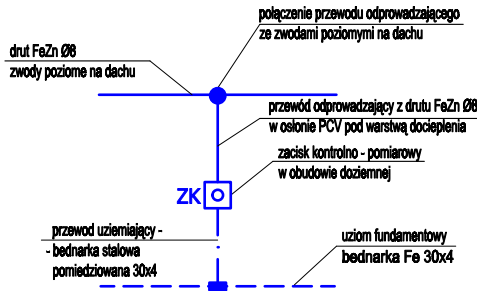 połączenie przewodu odprowadzającego
ze zwodami poziomymi na dachu
drut FeZn Ø8
zwody poziome na dachu
przewód odprowadzający z drutu FeZn Ø8
w osłonie PCV pod warstwą docieplenia
zacisk kontrolno - pomiarowy
w obudowie doziemnej
ZK
przewod uziemiający -
- bednarka stalowa
pomiedziowana 30x4
uziom fundamentowy
bednarka Fe 30x4